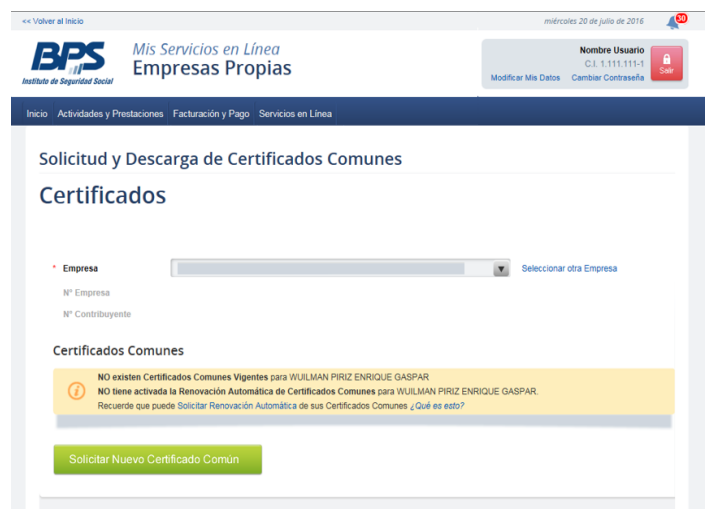 << Volver al Inicio
miércoles 20 de julio de 2016
30
BPS
Instituto de Seguridad Social
Mis Servicios en Línea
Empresas Propias
Nombre Usuario
C.I. 1.111.111-1
Modificar Mis Datos Cambiar Contraseña
Salir
Inicio Actividades y Prestaciones Facturación y Pago Servicios en Línea
Solicitud y Descarga de Certificados Comunes
Certificados
* Empresa
Seleccionar otra Empresa
Nº Empresa
Nº Contribuyente
Certificados Comunes
NO existen Certificados Comunes Vigentes para WUILMAN PIRIZ ENRIQUE GASPAR
NO tiene activada la Renovación Automática de Certificados Comunes para WUILMAN PIRIZ ENRIQUE GASPAR.
Recuerde que puede Solicitar Renovación Automática de sus Certificados Comunes ¿Qué es esto?
Solicitar Nuevo Certificado Común